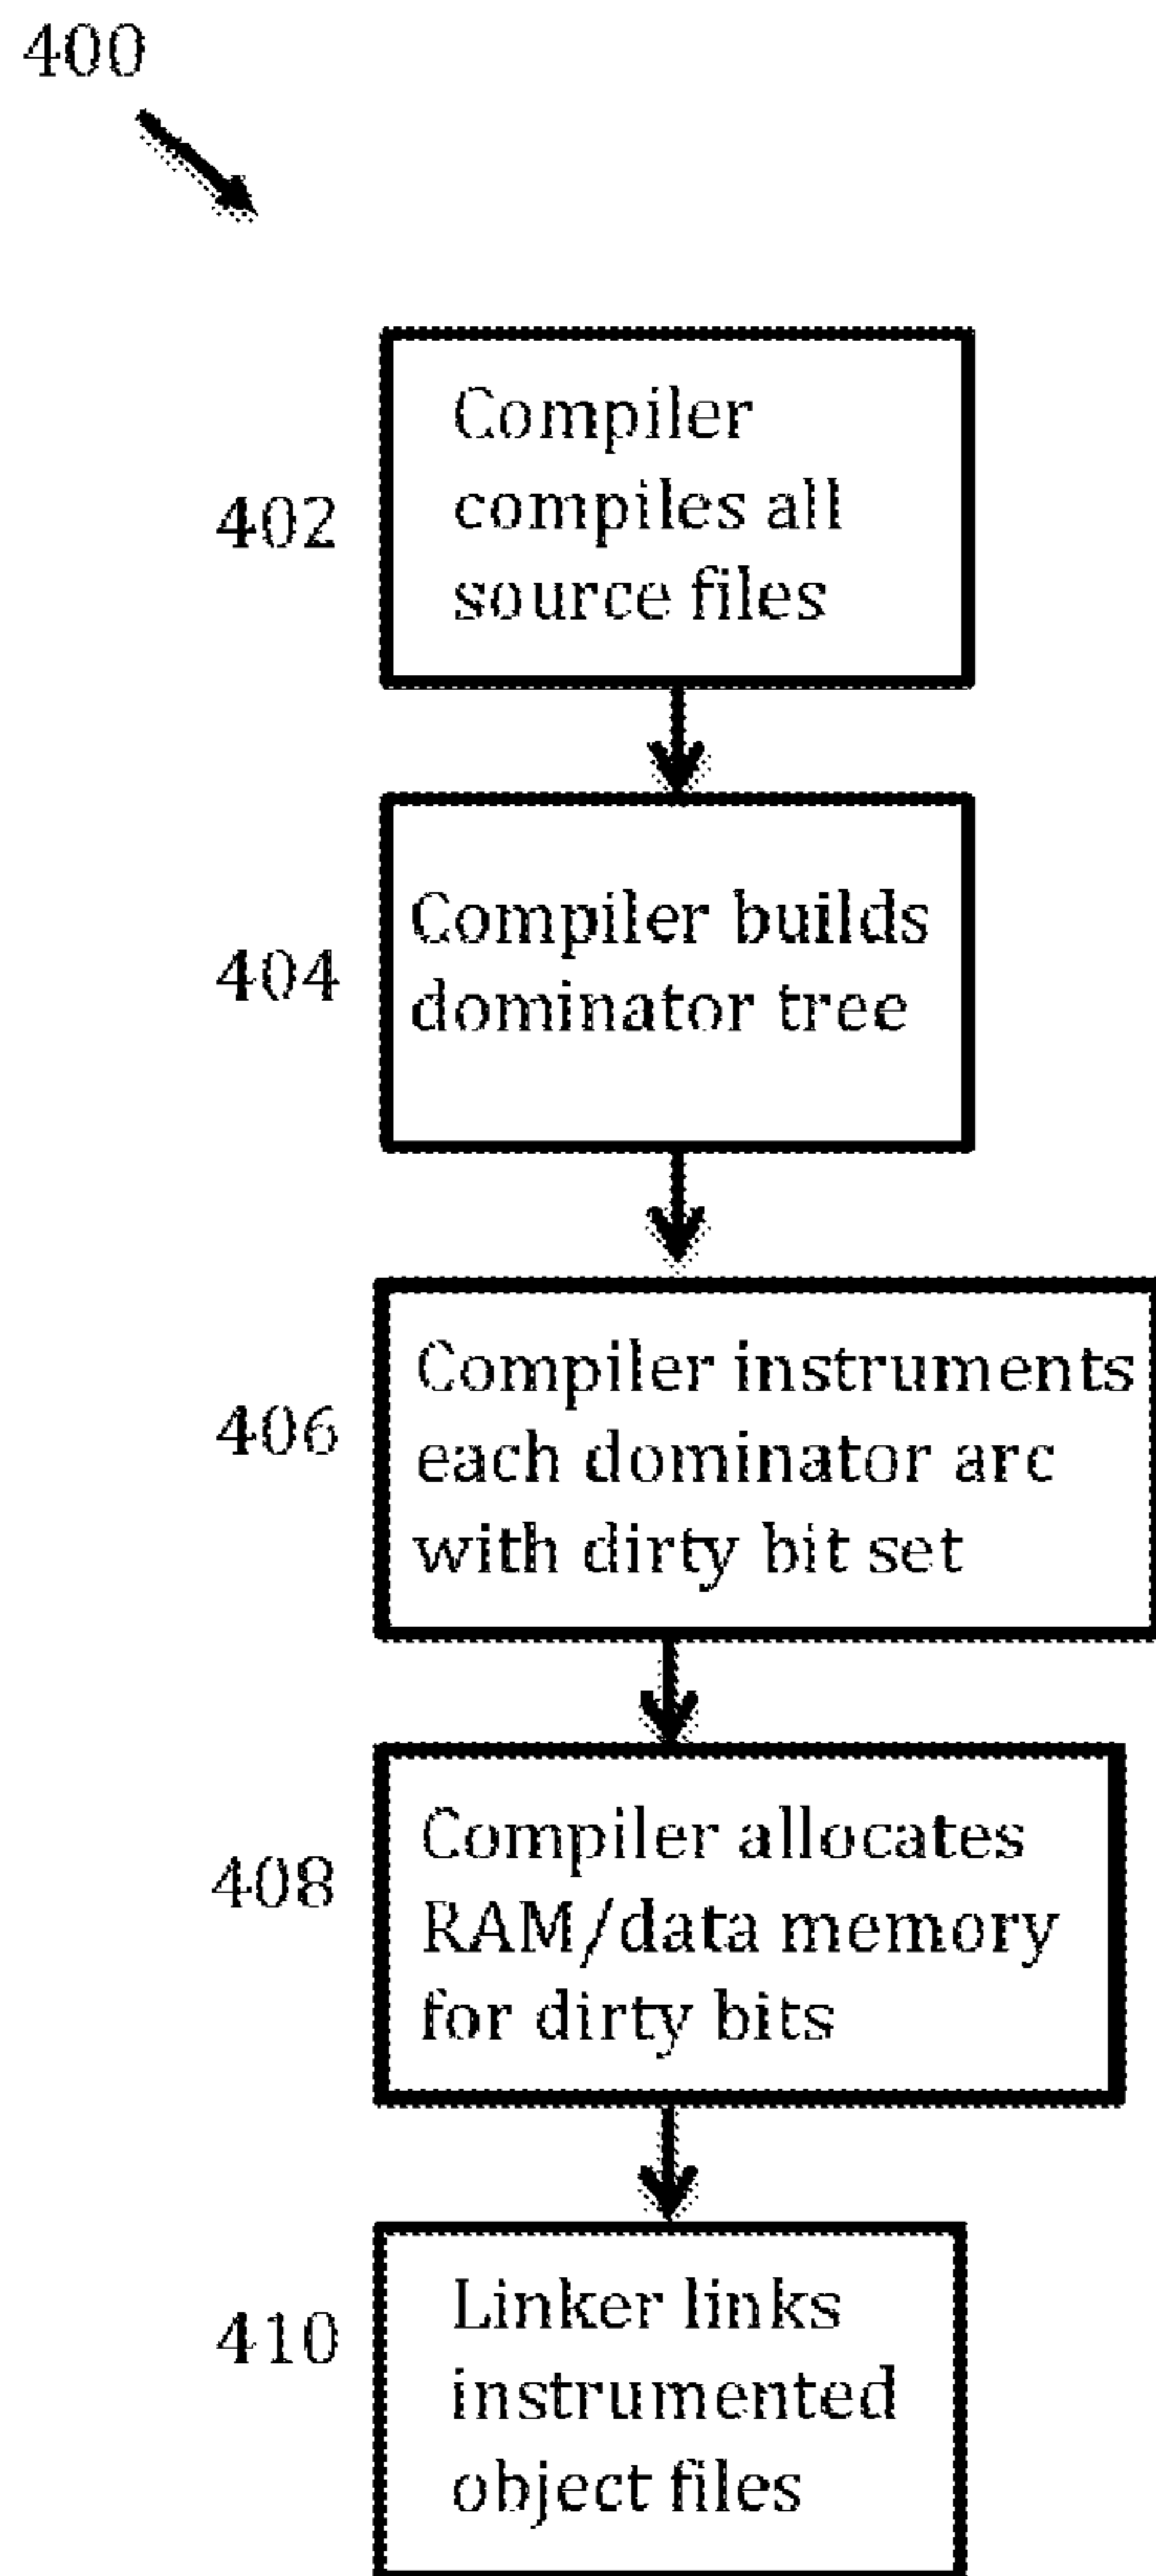 400
402
Compiler
compiles all
source files
404
Compiler builds
dominator tree
406
Compiler instruments
each dominator arc
with dirty bit set
408
Compiler allocates
RAM/data memory
for dirty bits
410
Linker links
instrumented
object files